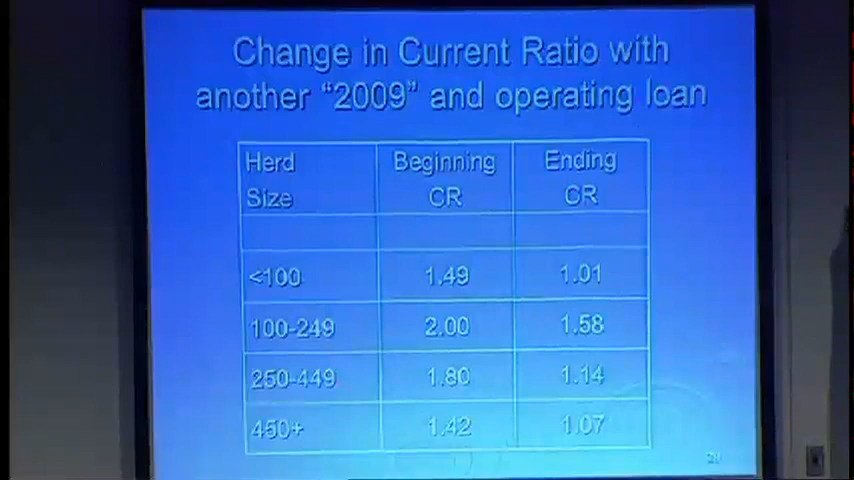 Change in Current Ratio with
another “2009” and operating loan
Herd Size Beginning CR Ending CR
<100 1.49 1.01
100-249 2.00 1.58
250-449 1.80 1.14
450+ 1.42 1.07